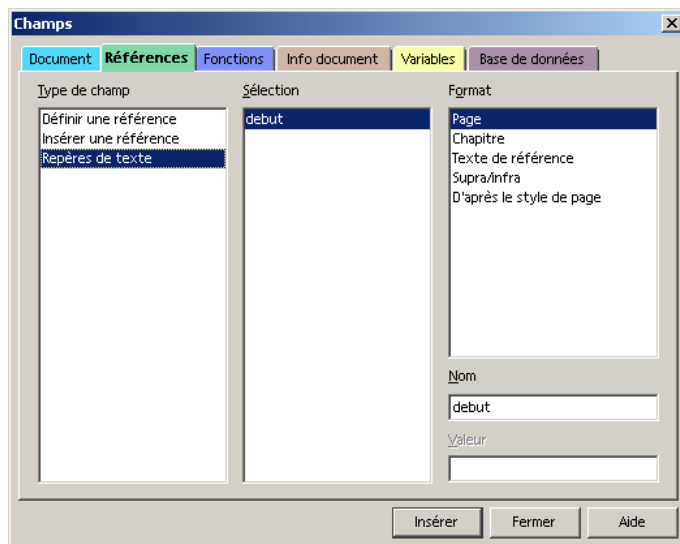 Champs
Document Références Fonctions Info document Variables Base de données
Type de champ
Définir une référence
Insérer une référence
Repères de texte
Sélection
debut
Format
Page
Chapitre
Texte de référence
Supra/infra
D'après le style de page
Nom
debut
Valeur
Insérer Fermer Aide